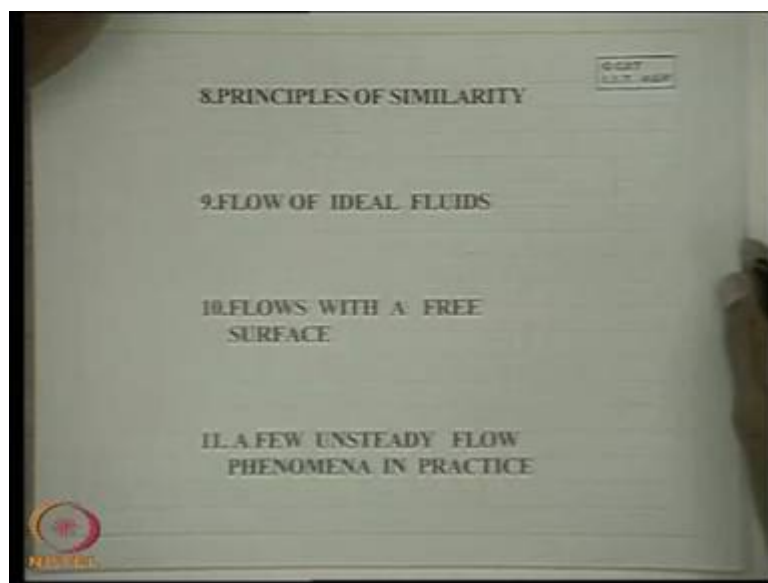 8.PRINCIPLES OF SIMILARITY
9.FLOW OF IDEAL FLUIDS
10.FLOWS WITH A FREE
SURFACE
11. A FEW UNSTEADY FLOW
PHENOMENA IN PRACTICE
NPTEL